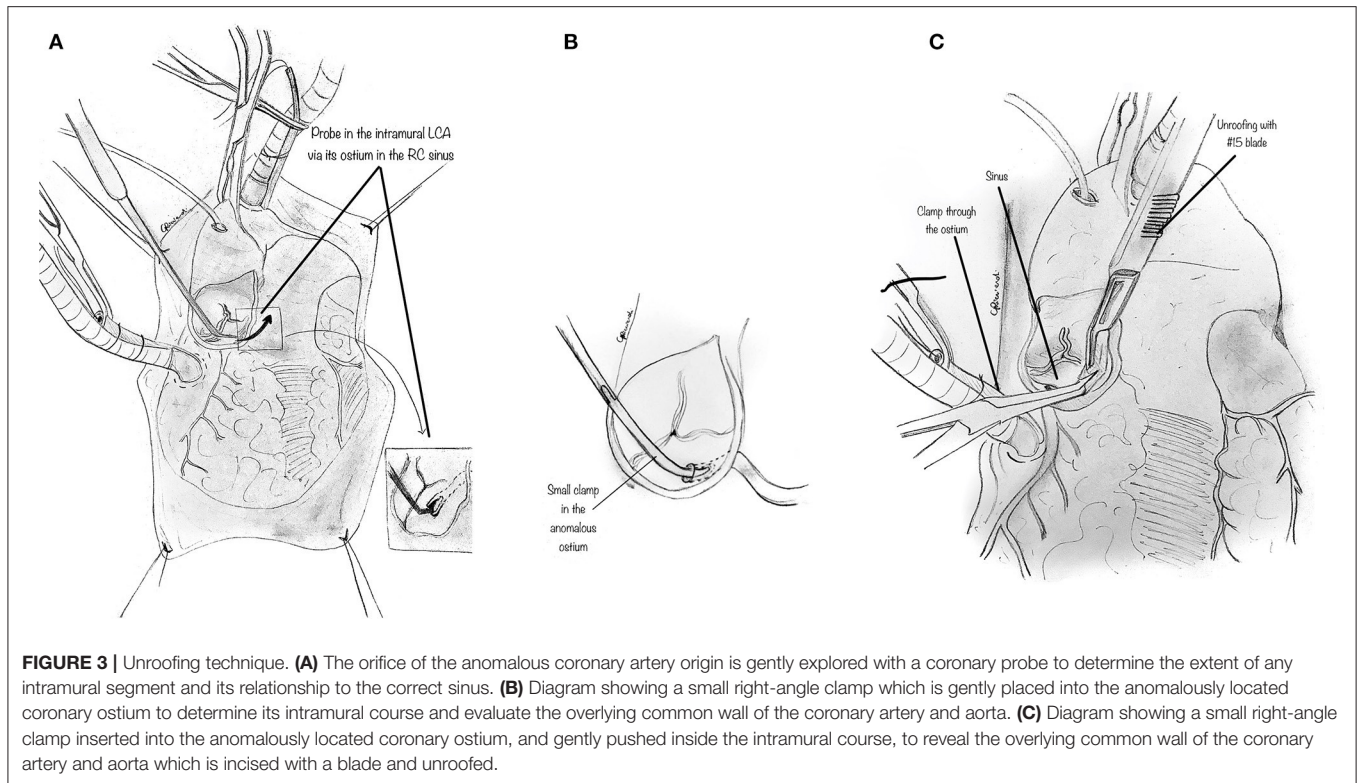 A
B
C
Probe in the intramural LCA
via its ostium in the RC sinus
Small clamp
in the
anomalous
ostium
Unroofing with
#15 blade
Sinus
Clamp through
the ostium
FIGURE 3 | Unroofing technique. (A) The orifice of the anomalous coronary artery origin is gently explored with a coronary probe to determine the extent of any
intramural segment and its relationship to the correct sinus. (B) Diagram showing a small right-angle clamp which is gently placed into the anomalously located
coronary ostium to determine its intramural course and evaluate the overlying common wall of the coronary artery and aorta. (C) Diagram showing a small right-angle
clamp inserted into the anomalously located coronary ostium, and gently pushed inside the intramural course, to reveal the overlying common wall of the coronary
artery and aorta which is incised with a blade and unroofed.